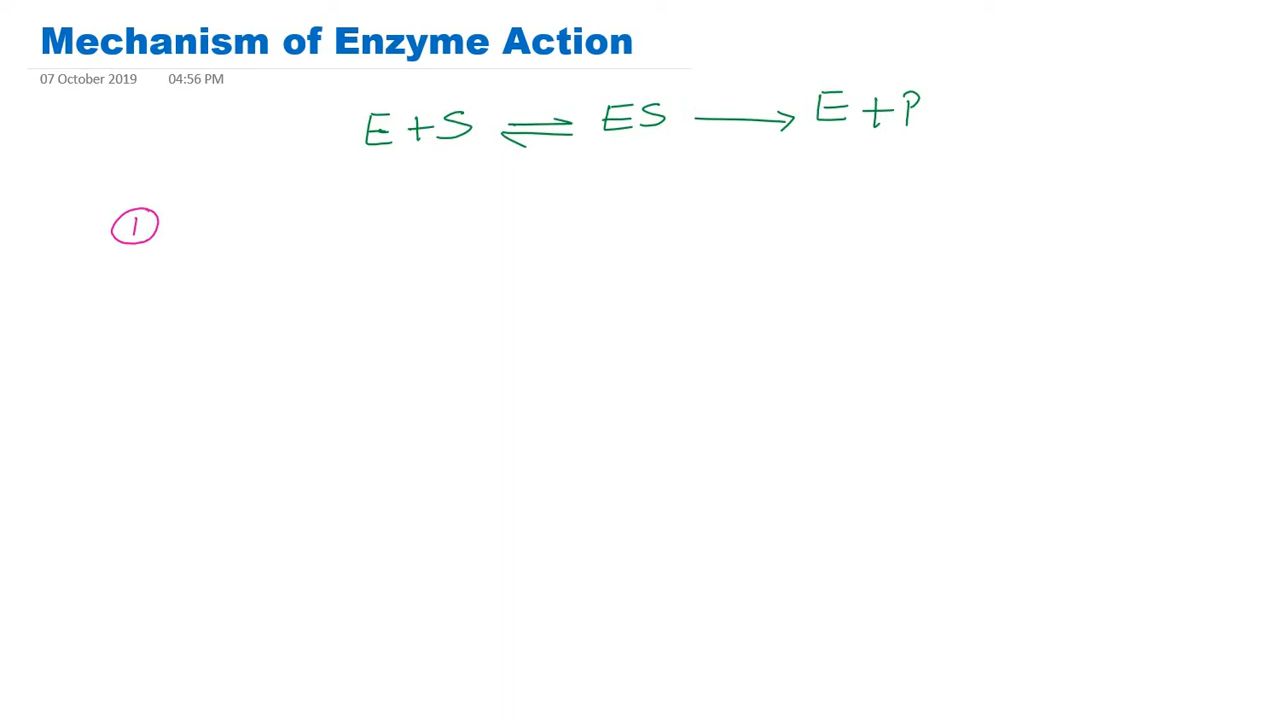 Mechanism of Enzyme Action
07 October 2019 04:56 PM
E + S ⇌ ES ⟶ E + P
①